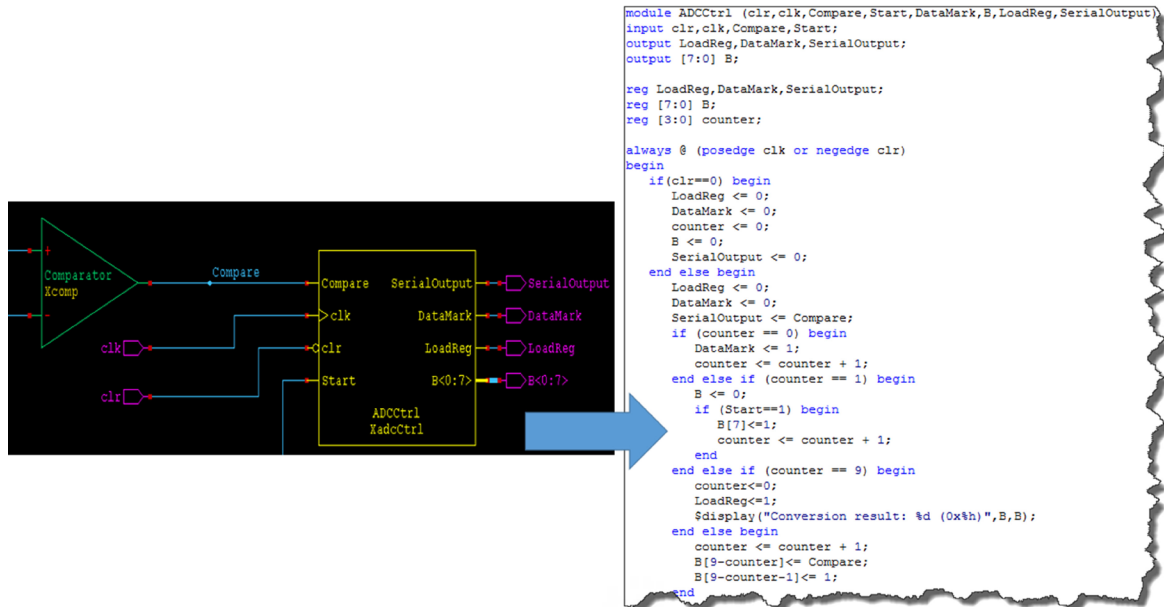 +
Comparator
Xcomp
-
Compare
clk
clr
Compare
clk
clr
Start
SerialOutput
DataMark
LoadReg
B<0:7>
ADCCtrl
XadcCtrl
SerialOutput
DataMark
LoadReg
B<0:7>
module ADCCtrl (clr,clk,Compare,Start,DataMark,B,LoadReg,SerialOutput)
input clr,clk,Compare,Start;
output LoadReg,DataMark,SerialOutput;
output [7:0] B;
reg LoadReg,DataMark,SerialOutput;
reg [7:0] B;
reg [3:0] counter;
always @ (posedge clk or negedge clr)
begin
if(clr==0) begin
LoadReg <= 0;
DataMark <= 0;
counter <= 0;
B <= 0;
SerialOutput <= 0;
end else begin
LoadReg <= 0;
DataMark <= 0;
SerialOutput <= Compare;
if (counter == 0) begin
DataMark <= 1;
counter <= counter + 1;
end else if (counter == 1) begin
B <= 0;
if (Start==1) begin
B[7]<=1;
counter <= counter + 1;
end
end else if (counter == 9) begin
counter<=0;
LoadReg<=1;
$display("Conversion result: %d (0x%h)",B,B);
end else begin
counter <= counter + 1;
B[9-counter]<= Compare;
B[9-counter-1]<= 1;
end